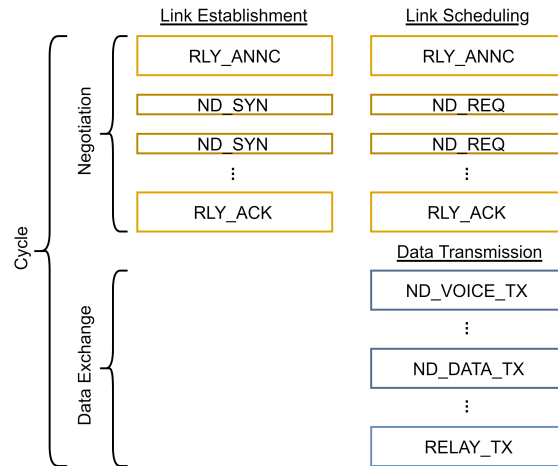 Link Establishment
Link Scheduling
Cycle
Negotiation
RLY_ANNC
RLY_ANNC
ND_SYN
ND_REQ
ND_SYN
ND_REQ
...
...
RLY_ACK
RLY_ACK
Data Transmission
Data Exchange
ND_VOICE_TX
...
ND_DATA_TX
...
RELAY_TX